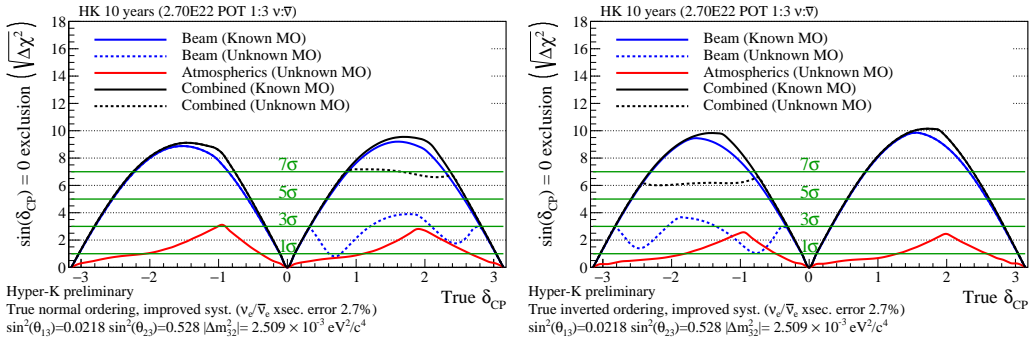 HK 10 years (2.70E22 POT 1:3 ν:ν̅)
sin(δCP) = 0 exclusion (√Δχ²)
18
16
14
12
10
8
6
4
2
0
Beam (Known MO)
Beam (Unknown MO)
Atmospherics (Unknown MO)
Combined (Known MO)
Combined (Unknown MO)
7σ
5σ
3σ
1σ
−3 −2 −1 0 1 2 3
True δCP
Hyper-K preliminary
True normal ordering, improved syst. (νe/ν̅e xsec. error 2.7%)
sin²(θ13)=0.0218 sin²(θ23)=0.528 |Δm²32|= 2.509 × 10⁻³ eV²/c⁴
HK 10 years (2.70E22 POT 1:3 ν:ν̅)
sin(δCP) = 0 exclusion (√Δχ²)
18
16
14
12
10
8
6
4
2
0
Beam (Known MO)
Beam (Unknown MO)
Atmospherics (Unknown MO)
Combined (Known MO)
Combined (Unknown MO)
7σ
5σ
3σ
1σ
−3 −2 −1 0 1 2 3
True δCP
Hyper-K preliminary
True inverted ordering, improved syst. (νe/ν̅e xsec. error 2.7%)
sin²(θ13)=0.0218 sin²(θ23)=0.528 |Δm²32|= 2.509 × 10⁻³ eV²/c⁴